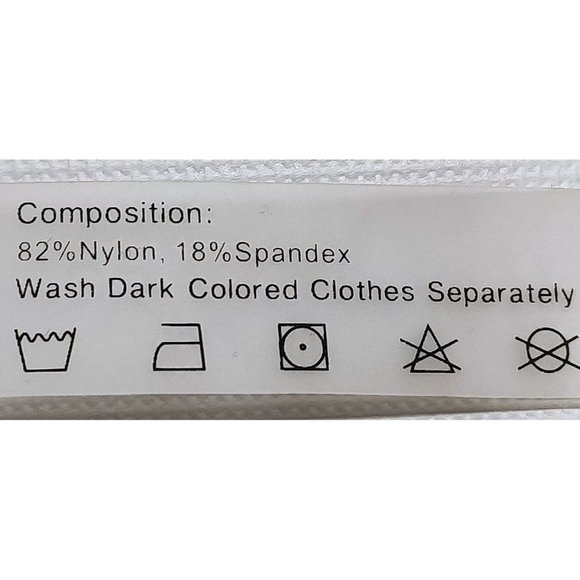 Composition:
82%Nylon, 18%Spandex
Wash Dark Colored Clothes Separately